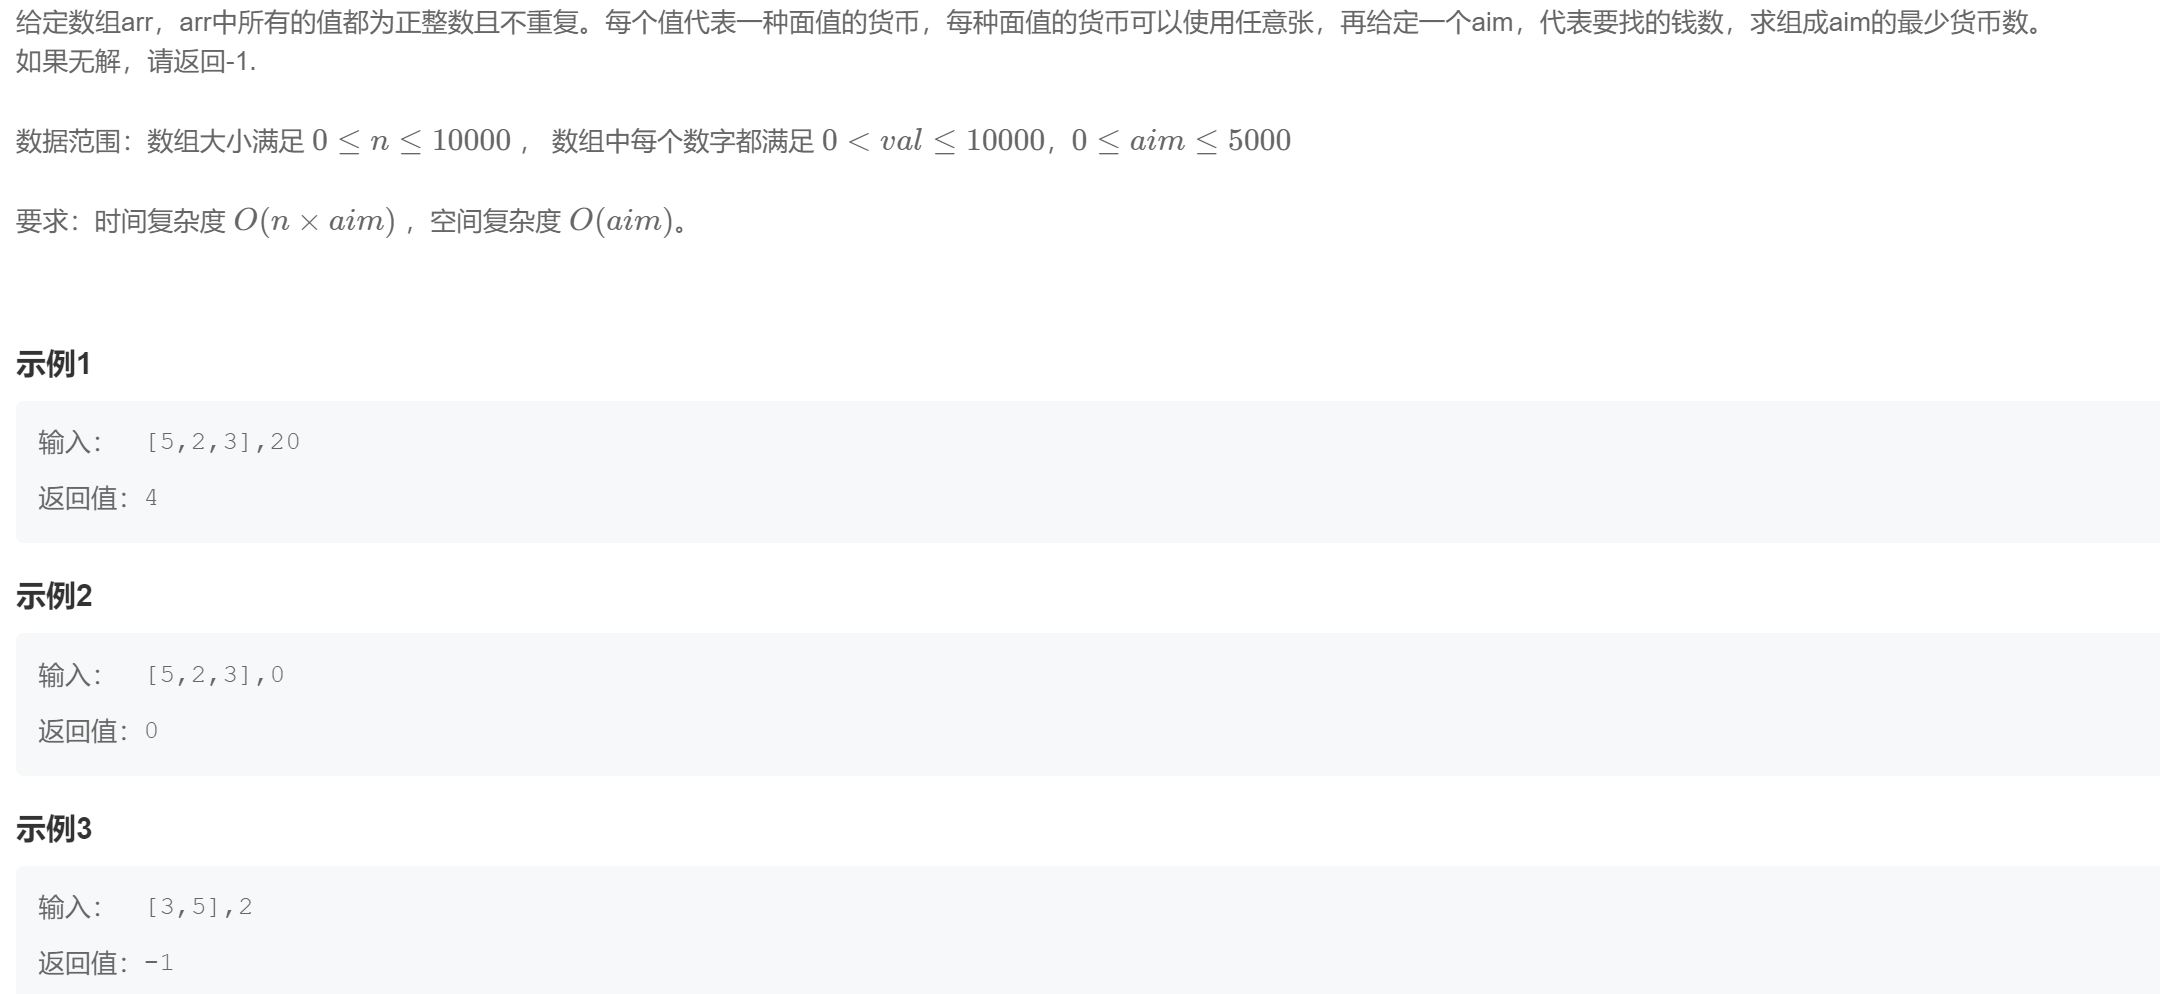 给定数组arr，arr中所有的值都为正整数且不重复。每个值代表一种面值的货币，每种面值的货币可以使用任意张，再给定一个aim，代表要找的钱数，求组成aim的最少货币数。
如果无解，请返回-1.
数据范围：数组大小满足 0 ≤ n ≤ 10000 ， 数组中每个数字都满足 0 < val ≤ 10000，0 ≤ aim ≤ 5000
要求：时间复杂度 O(n × aim) ，空间复杂度 O(aim)。
示例1
输入： [5,2,3],20
返回值：4
示例2
输入： [5,2,3],0
返回值：0
示例3
输入： [3,5],2
返回值：-1